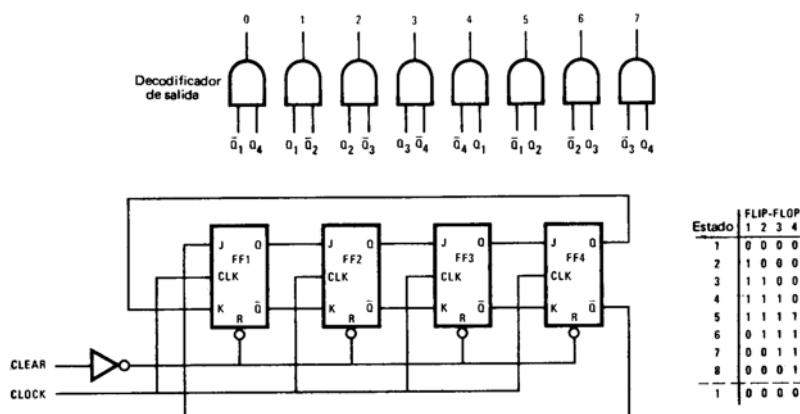 0 1 2 3 4 5 6 7
Decodificador
de salida
Q̄1 Q4 Q1 Q̄2 Q2 Q̄3 Q3 Q̄4 Q̄4 Q1 Q̄1 Q2 Q̄2 Q3 Q̄3 Q4
J Q J Q J Q J Q
FF1 FF2 FF3 FF4
CLK CLK CLK CLK
K Q̄ K Q̄ K Q̄ K Q̄
R R R R
CLEAR
CLOCK
FLIP-FLOP
Estado 1 2 3 4
1 0 0 0 0
2 1 0 0 0
3 1 1 0 0
4 1 1 1 0
5 1 1 1 1
6 0 1 1 1
7 0 0 1 1
8 0 0 0 1
1 0 0 0 0